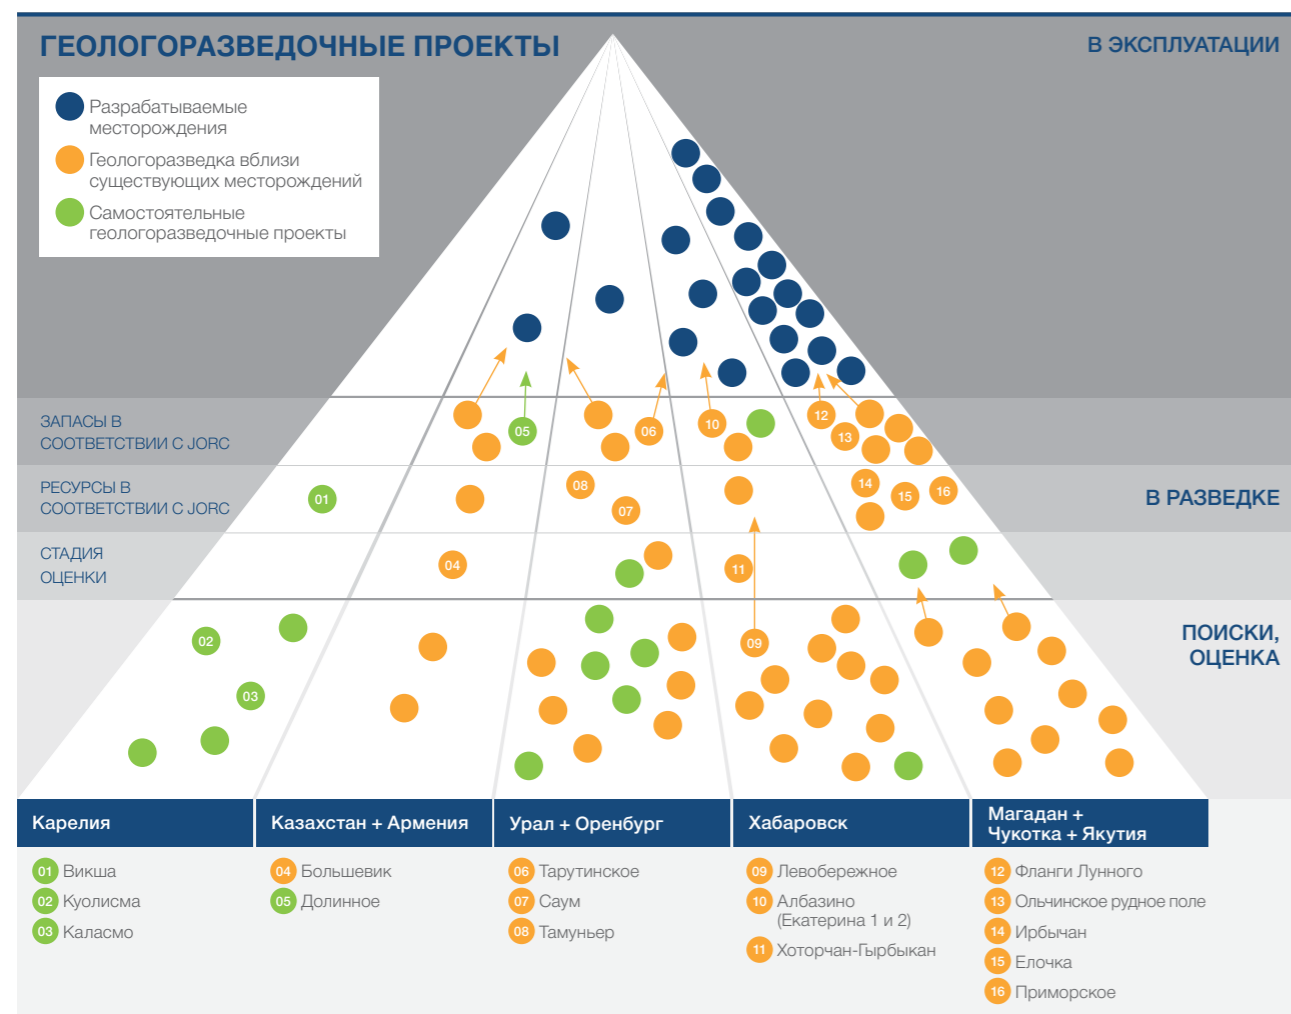 ГЕОЛОГОРАЗВЕДОЧНЫЕ ПРОЕКТЫ
В ЭКСПЛУАТАЦИИ
Разрабатываемые
месторождения
Геологоразведка вблизи
существующих месторождений
Самостоятельные
геологоразведочные проекты
ЗАПАСЫ В
СООТВЕТСТВИИ С JORC
12
10
05
06
13
РЕСУРСЫ В
СООТВЕТСТВИИ С JORC
В РАЗВЕДКЕ
01
08
07
14
15
16
СТАДИЯ
ОЦЕНКИ
04
11
ПОИСКИ,
ОЦЕНКА
02
09
03
Карелия
Казахстан + Армения
Урал + Оренбург
Хабаровск
Магадан +
Чукотка + Якутия
01 Викша
02 Куолисма
03 Каласмо
04 Большевик
05 Долинное
06 Тарутинское
07 Саум
08 Тамуньер
09 Левобережное
10 Албазино
(Екатерина 1 и 2)
11 Хоторчан-Гырбыкан
12 Фланги Лунного
13 Ольчинское рудное поле
14 Ирбычан
15 Елочка
16 Приморское